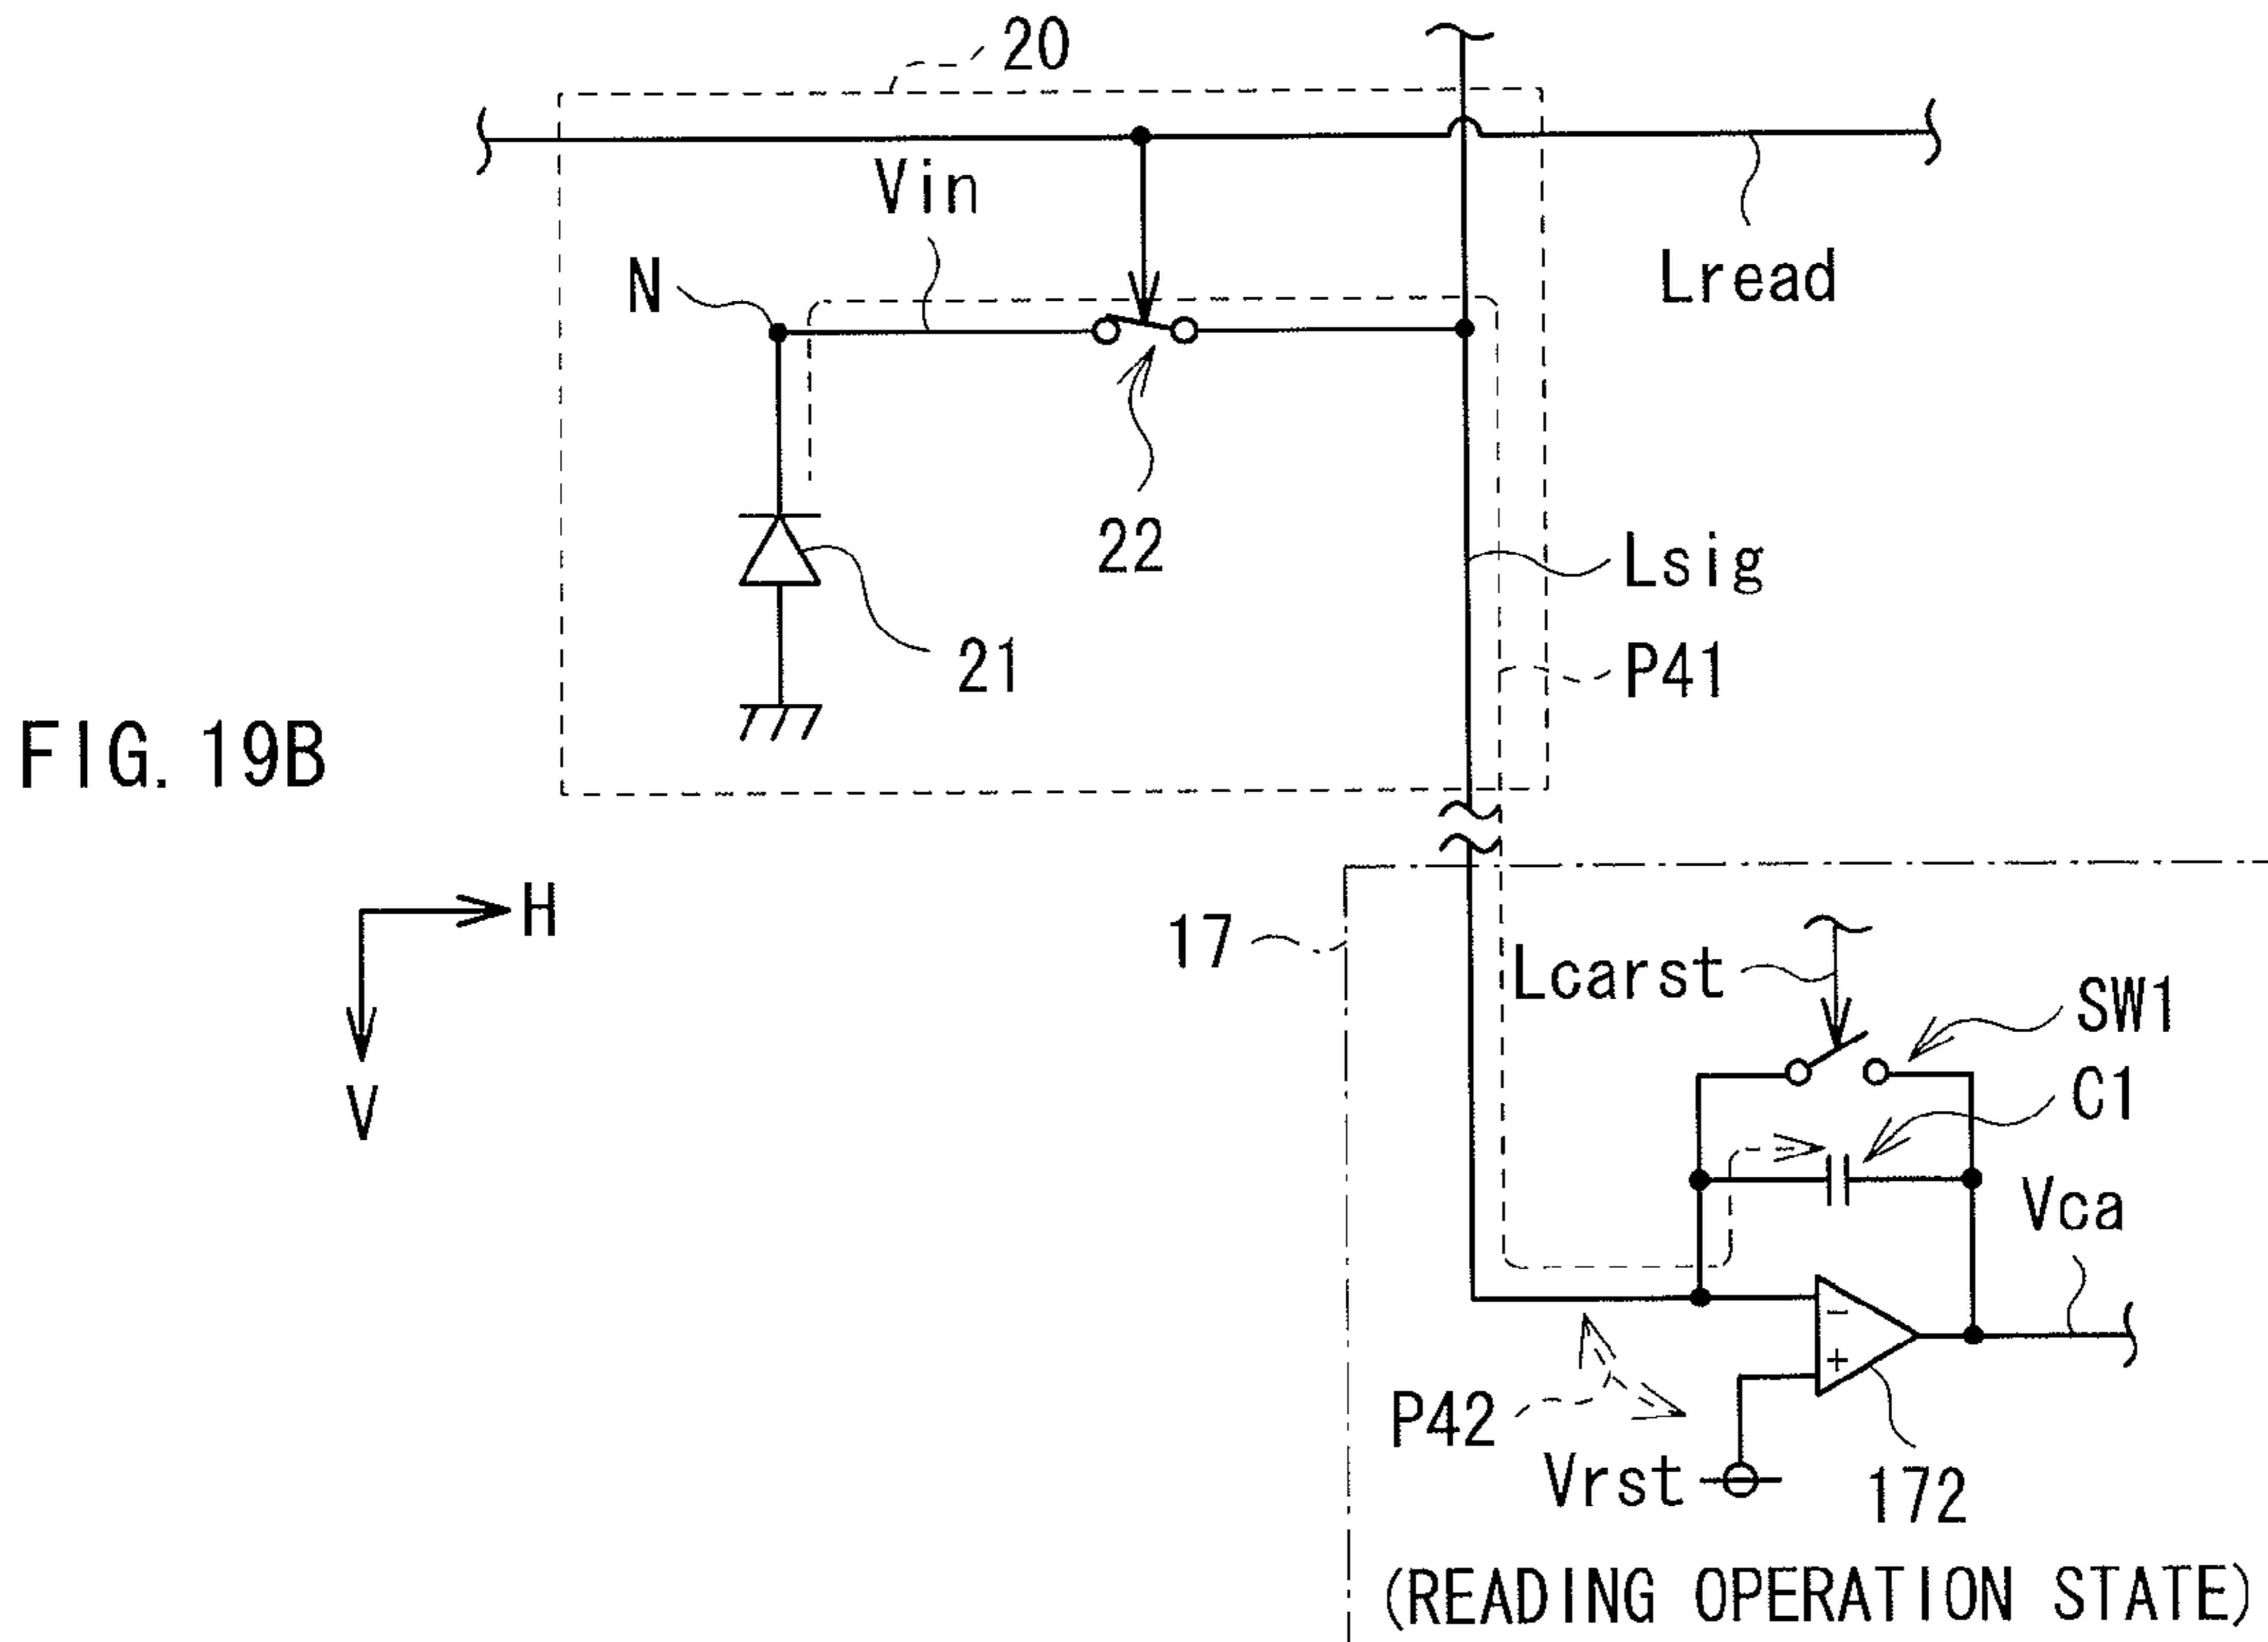 20
Vin
N
Lread
22
Lsig
21
P41
FIG. 19B
H
17
Lcarst
SW1
V
C1
Vca
−
+
P42
Vrst
172
(READING OPERATION STATE)